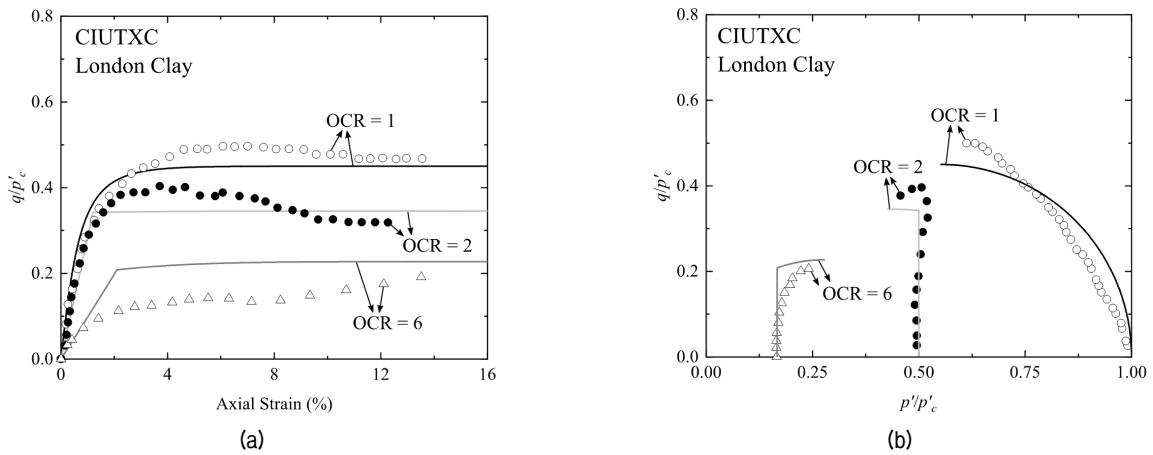 CIUTXC
London Clay
OCR = 1
OCR = 2
OCR = 6
q/p'c
0.8
0.6
0.4
0.2
0.0
0 4 8 12 16
Axial Strain (%)
(a)
CIUTXC
London Clay
OCR = 1
OCR = 2
OCR = 6
q/p'c
0.8
0.6
0.4
0.2
0.0
0.00 0.25 0.50 0.75 1.00
p'/p'c
(b)